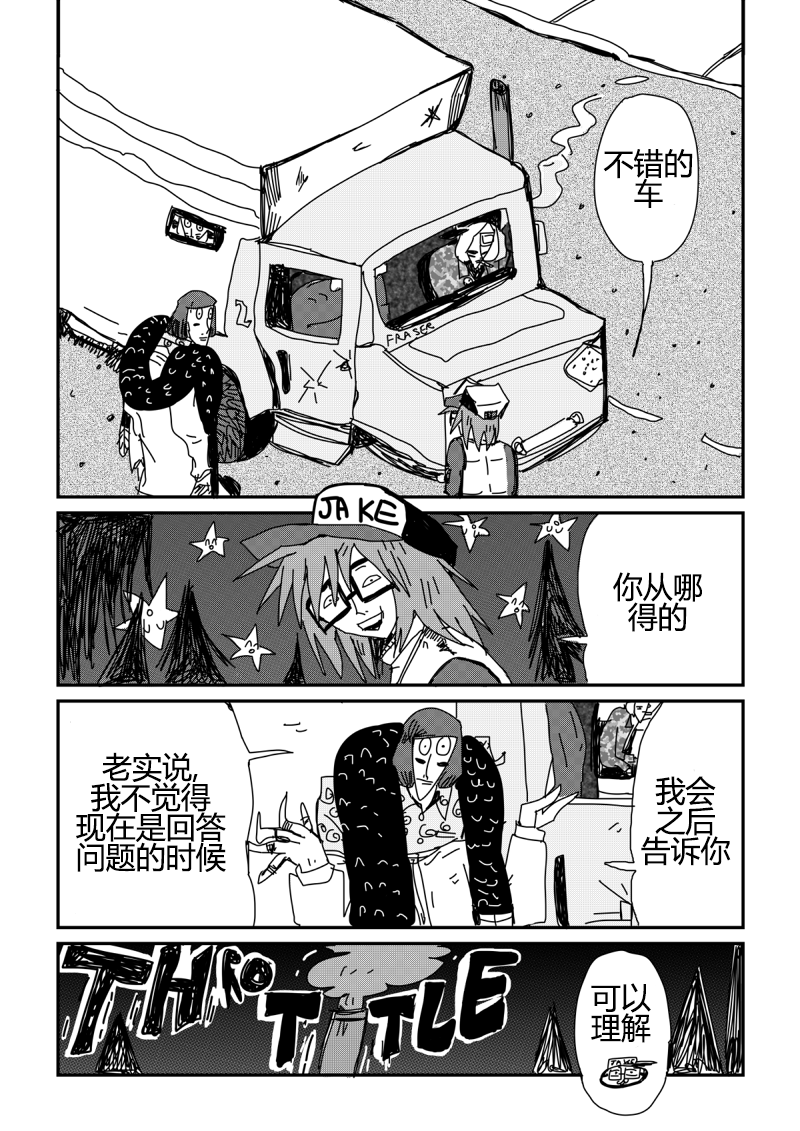 不错的
车
2
FRASER
JAKE
你从哪
得的
我会
之后
告诉你
老实说,
我不觉得
现在是回答
问题的时候
THROTTLE
可以
理解
JAKE